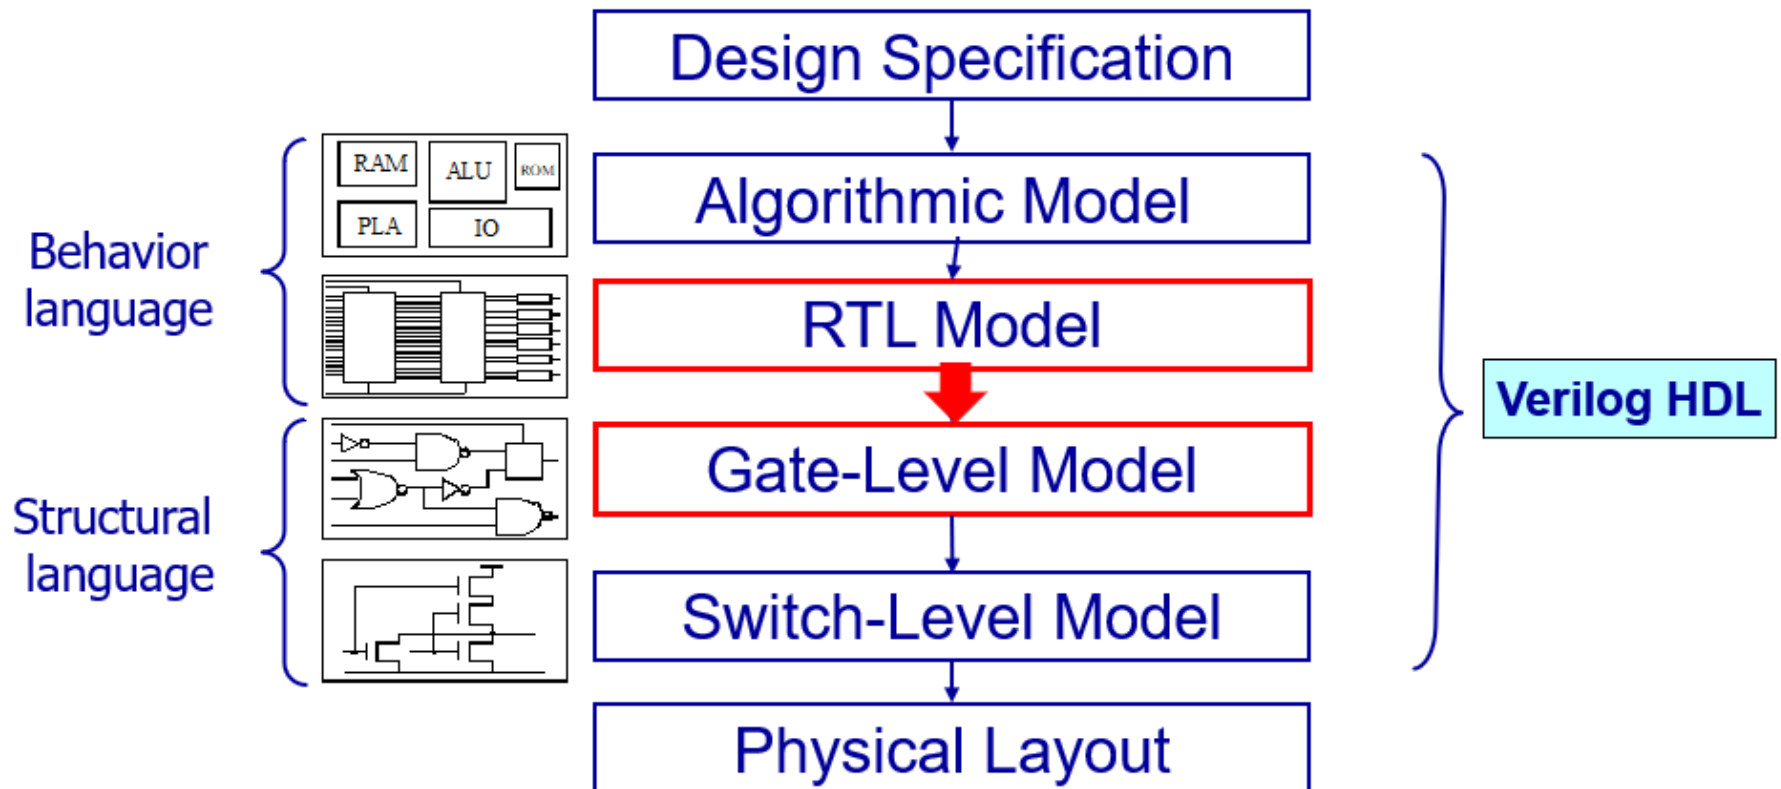 Design Specification
RAM
ALU
ROM
PLA
IO
Algorithmic Model
Behavior
language
RTL Model
Verilog HDL
Gate-Level Model
Structural
language
Switch-Level Model
Physical Layout